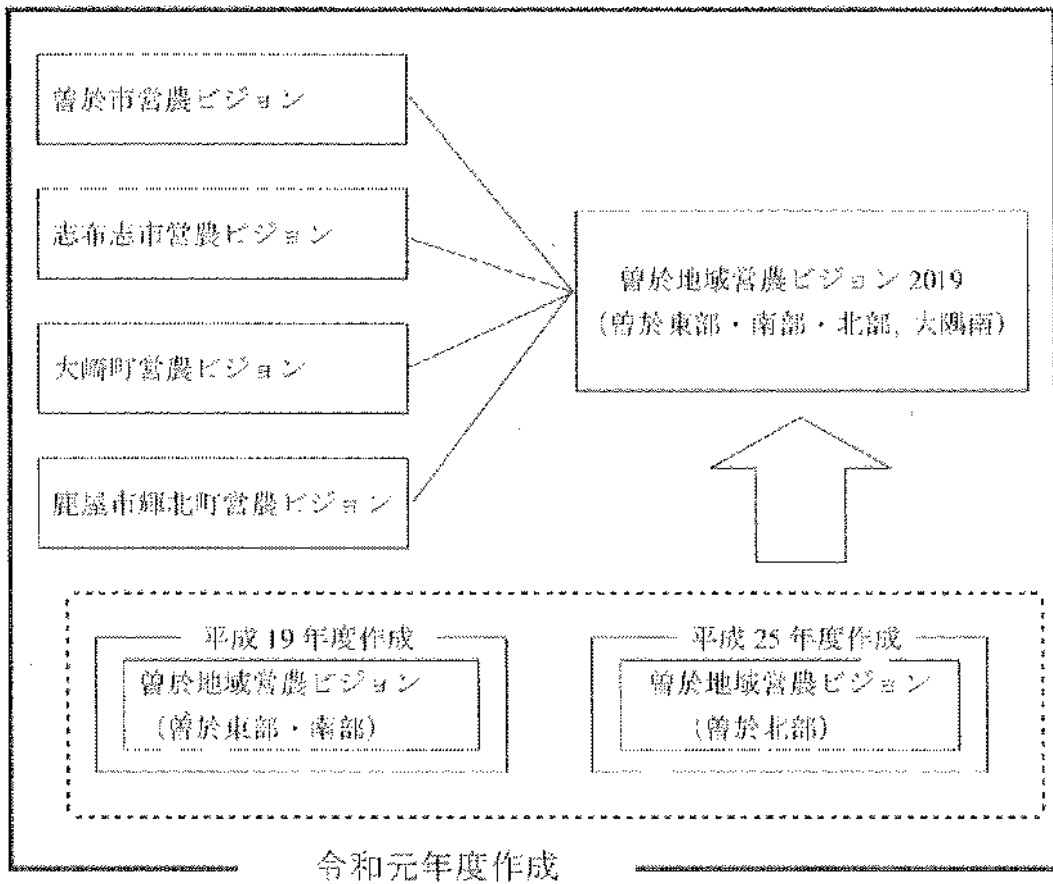 曽於市営農ビジョン
志布志市営農ビジョン
大崎町営農ビジョン
鹿屋市輝北町営農ビジョン
曽於地域営農ビジョン 2019
（曽於東部・南部・北部, 大隅南）
平成 19 年度作成
曽於地域営農ビジョン
（曽於東部・南部）
平成 25 年度作成
曽於地域営農ビジョン
（曽於北部）
令和元年度作成